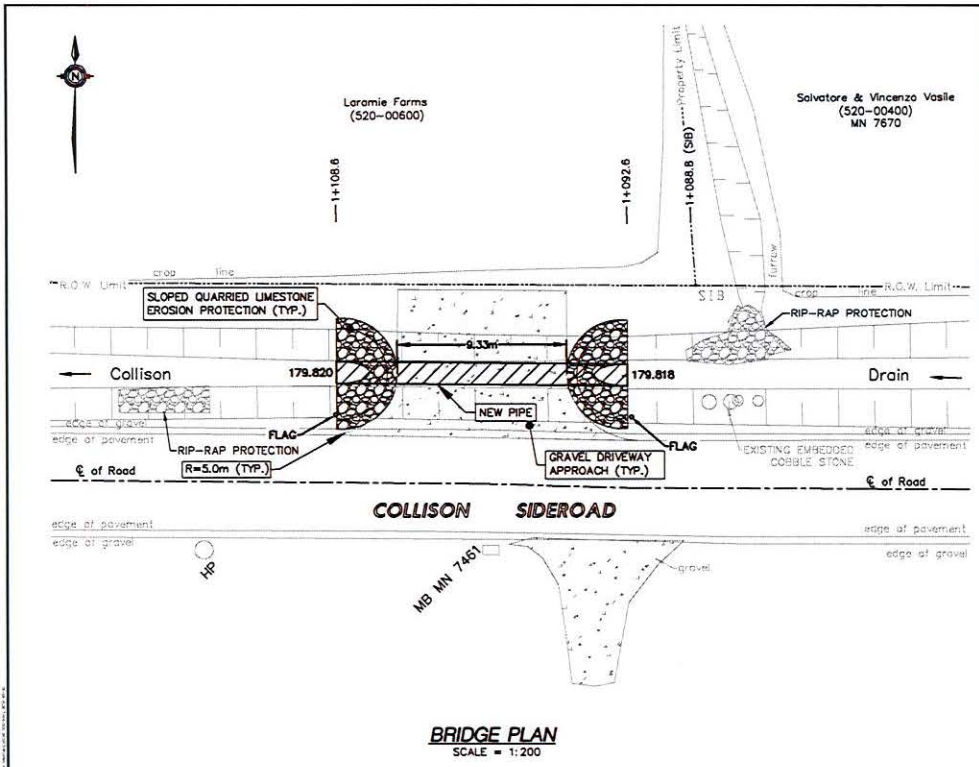 N
Laramie Farms
(520-00600)
Salvatore & Vincenzo Vasile
(520-00400)
MN 7670
1+108.6
1+092.6
1+088.8 (SIB)
Property Limit
furrow
crop line
R.O.W. Limit
SIB
crop line
R.O.W. Limit
SLOPED QUARRIED LIMESTONE
EROSION PROTECTION (TYP.)
RIP-RAP PROTECTION
9.33m
Collison
179.820
179.818
Drain
NEW PIPE
FLAG
FLAG
edge of gravel
edge of pavement
RIP-RAP PROTECTION
R=5.0m (TYP.)
GRAVEL DRIVEWAY
APPROACH (TYP.)
EXISTING EMBEDDED
COBBLE STONE
edge of gravel
edge of pavement
℄ of Road
℄ of Road
COLLISON SIDEROAD
edge of pavement
edge of gravel
edge of pavement
edge of gravel
HP
MB MN 7461
gravel
BRIDGE PLAN
SCALE = 1:200